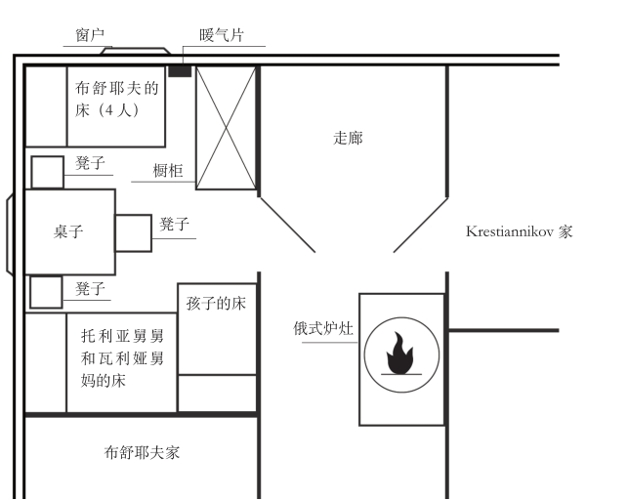 窗户
暖气片
布舒耶夫的
床（4 人）
走廊
凳子
橱柜
桌子
凳子
Krestiannikov 家
凳子
孩子的床
托利亚舅舅
和瓦利娅舅
妈的床
俄式炉灶
布舒耶夫家